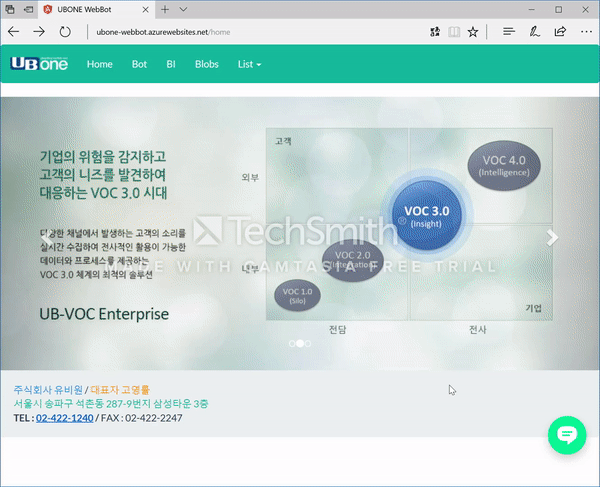 UBONE WebBot
ubone-webbot.azurewebsites.net/home
UBone
Home
Bot
BI
Blobs
List
기업의 위험을 감지하고
고객의 니즈를 발견하여
대응하는 VOC 3.0 시대
다양한 채널에서 발생하는 고객의 소리를
실시간 수집하여 전사적인 활용이 가능한
데이터와 프로세스를 제공하는
VOC 3.0 체계의 최적의 솔루션
UB-VOC Enterprise
고객
외부
내부
VOC 4.0
(Intelligence)
VOC 3.0
(Insight)
VOC 2.0
(Integration)
VOC 1.0
(Silo)
기업
전담
전사
TechSmith
MADE WITH CAMTASIA FREE TRIAL
주식회사 유비원 / 대표자 고영률
서울시 송파구 석촌동 287-9번지 삼성타운 3층
TEL : 02-422-1240 / FAX : 02-422-2247